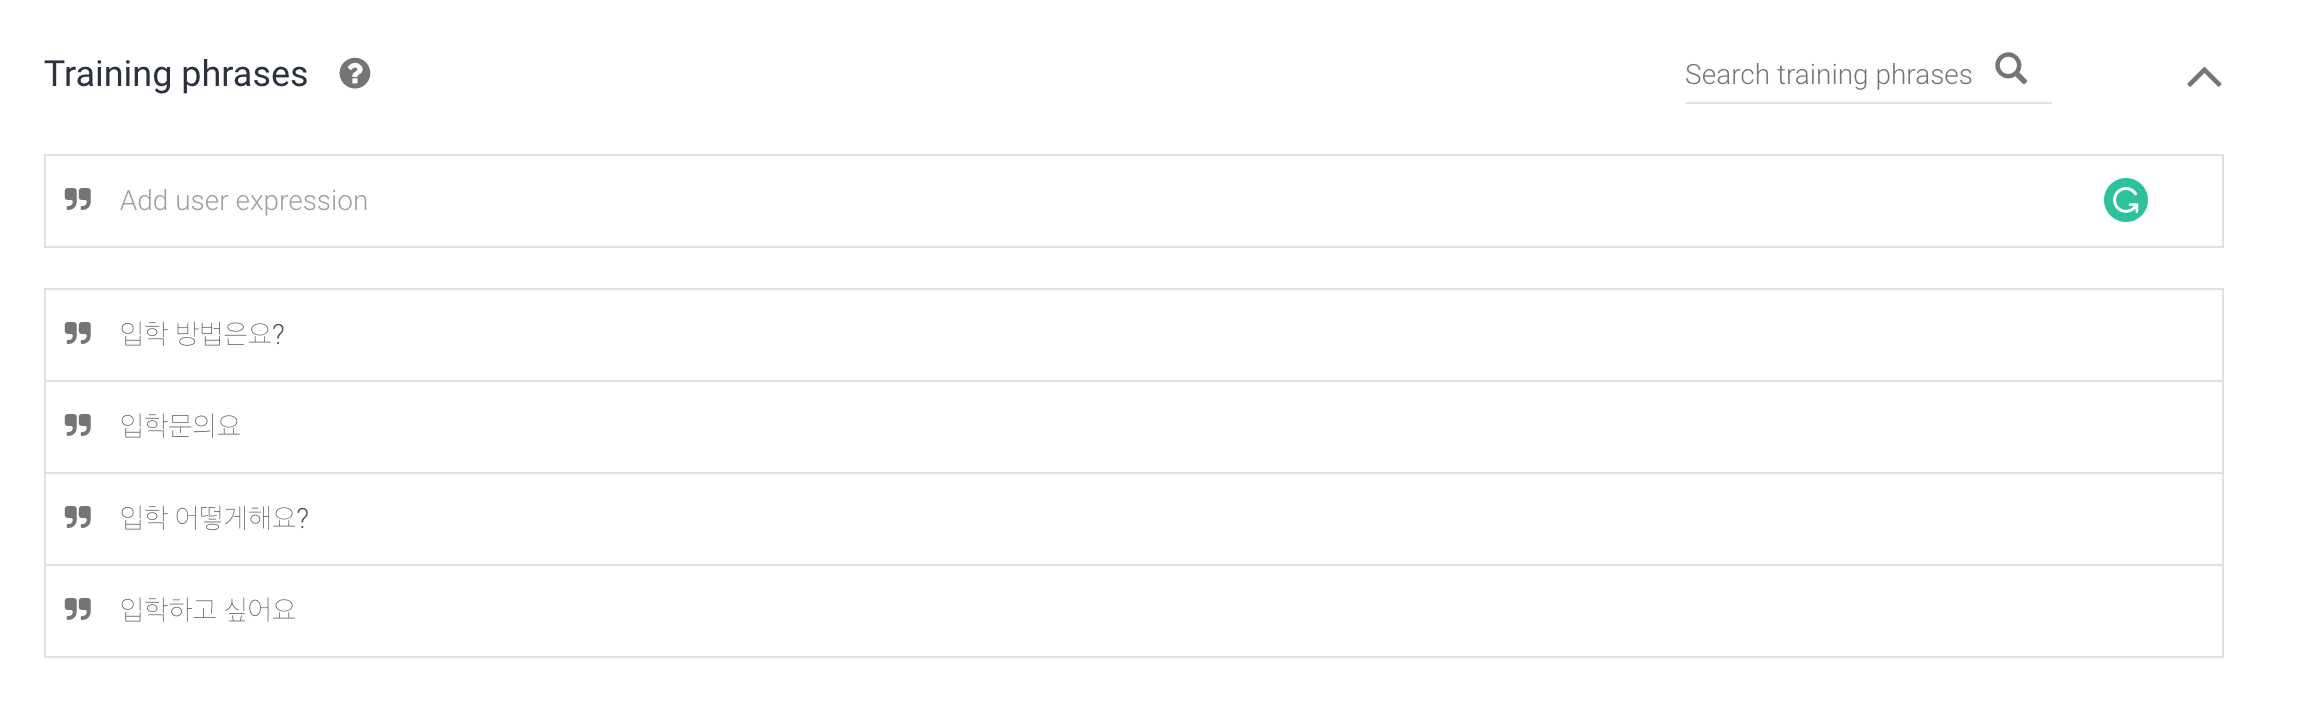 Training phrases
Search training phrases
Add user expression
입학 방법은요?
입학문의요
입학 어떻게해요?
입학하고 싶어요